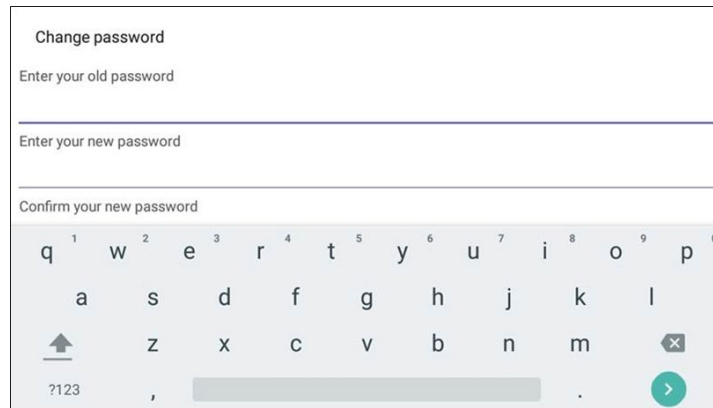 Change password
Enter your old password
Enter your new password
Confirm your new password
q 1 w 2 e 3 r 4 t 5 y 6 u 7 i 8 o 9 p
a s d f g h j k l
z x c v b n m
?123 , .